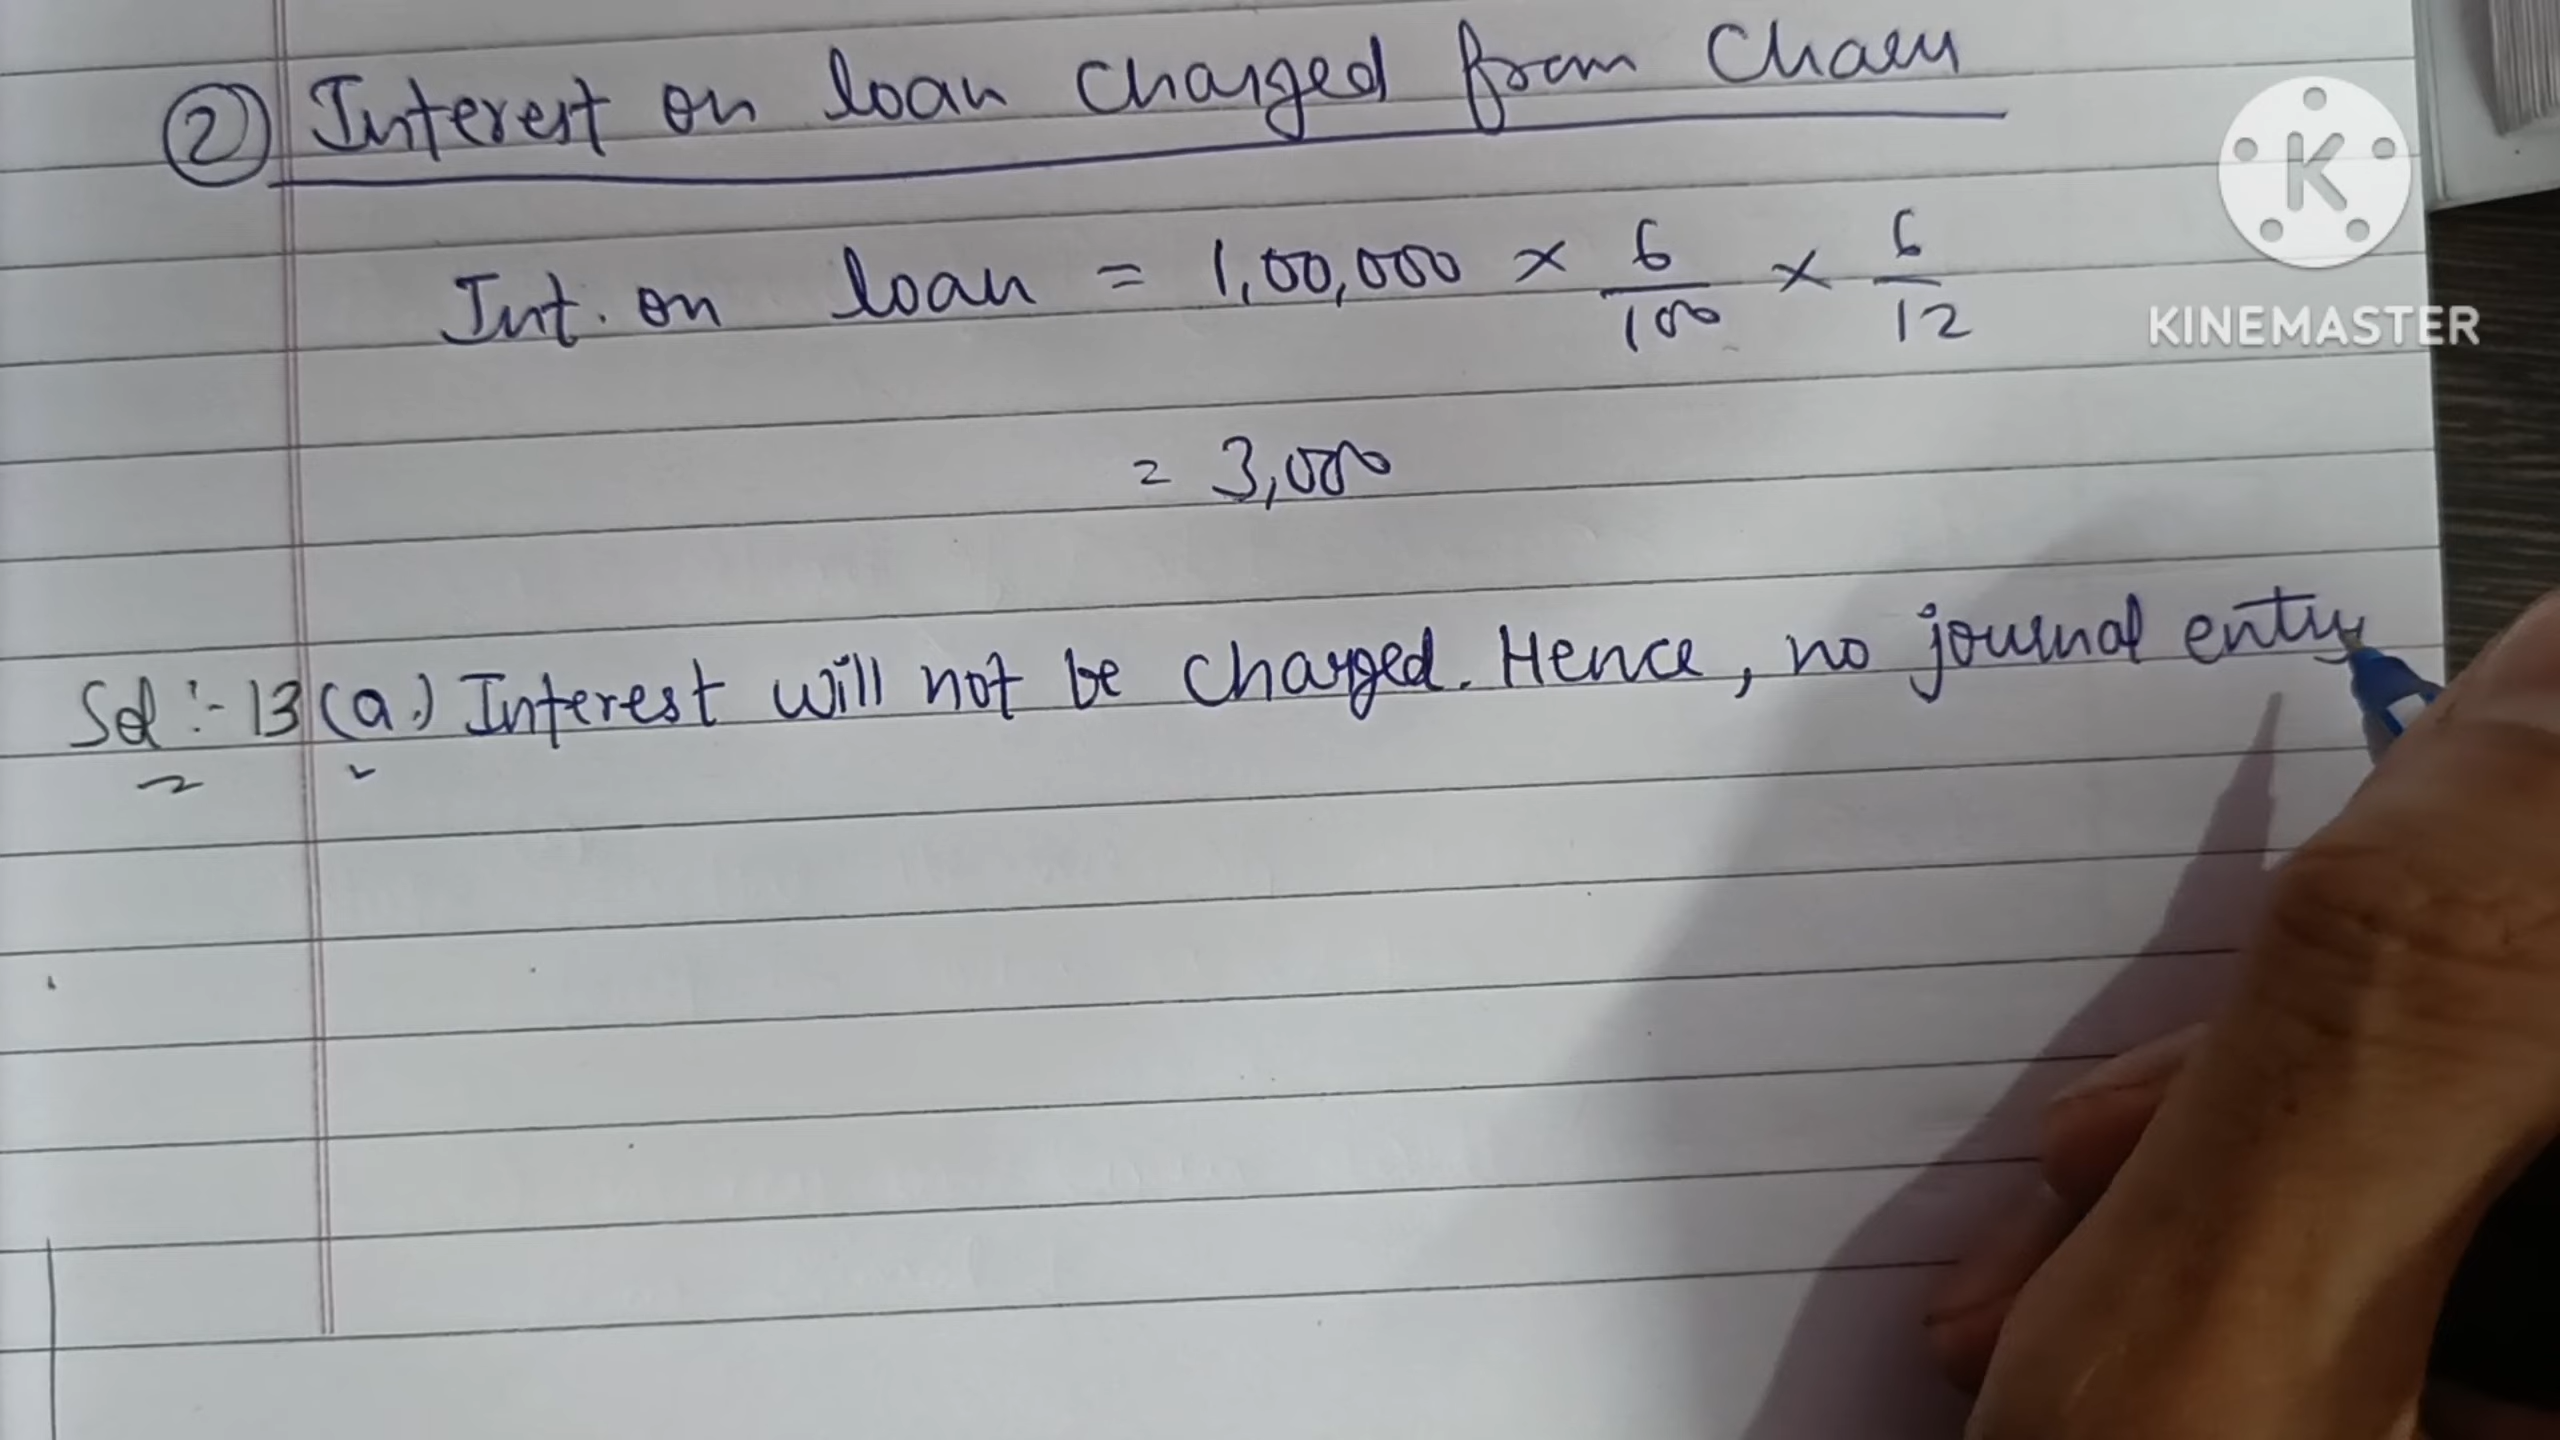 ② Interest on loan charged from Charu
Int. on loan = 1,00,000 × 6/100 × 6/12
= 3,000
Sol :- 13 (a.) Interest will not be charged. Hence, no journal entry
K
KINEMASTER